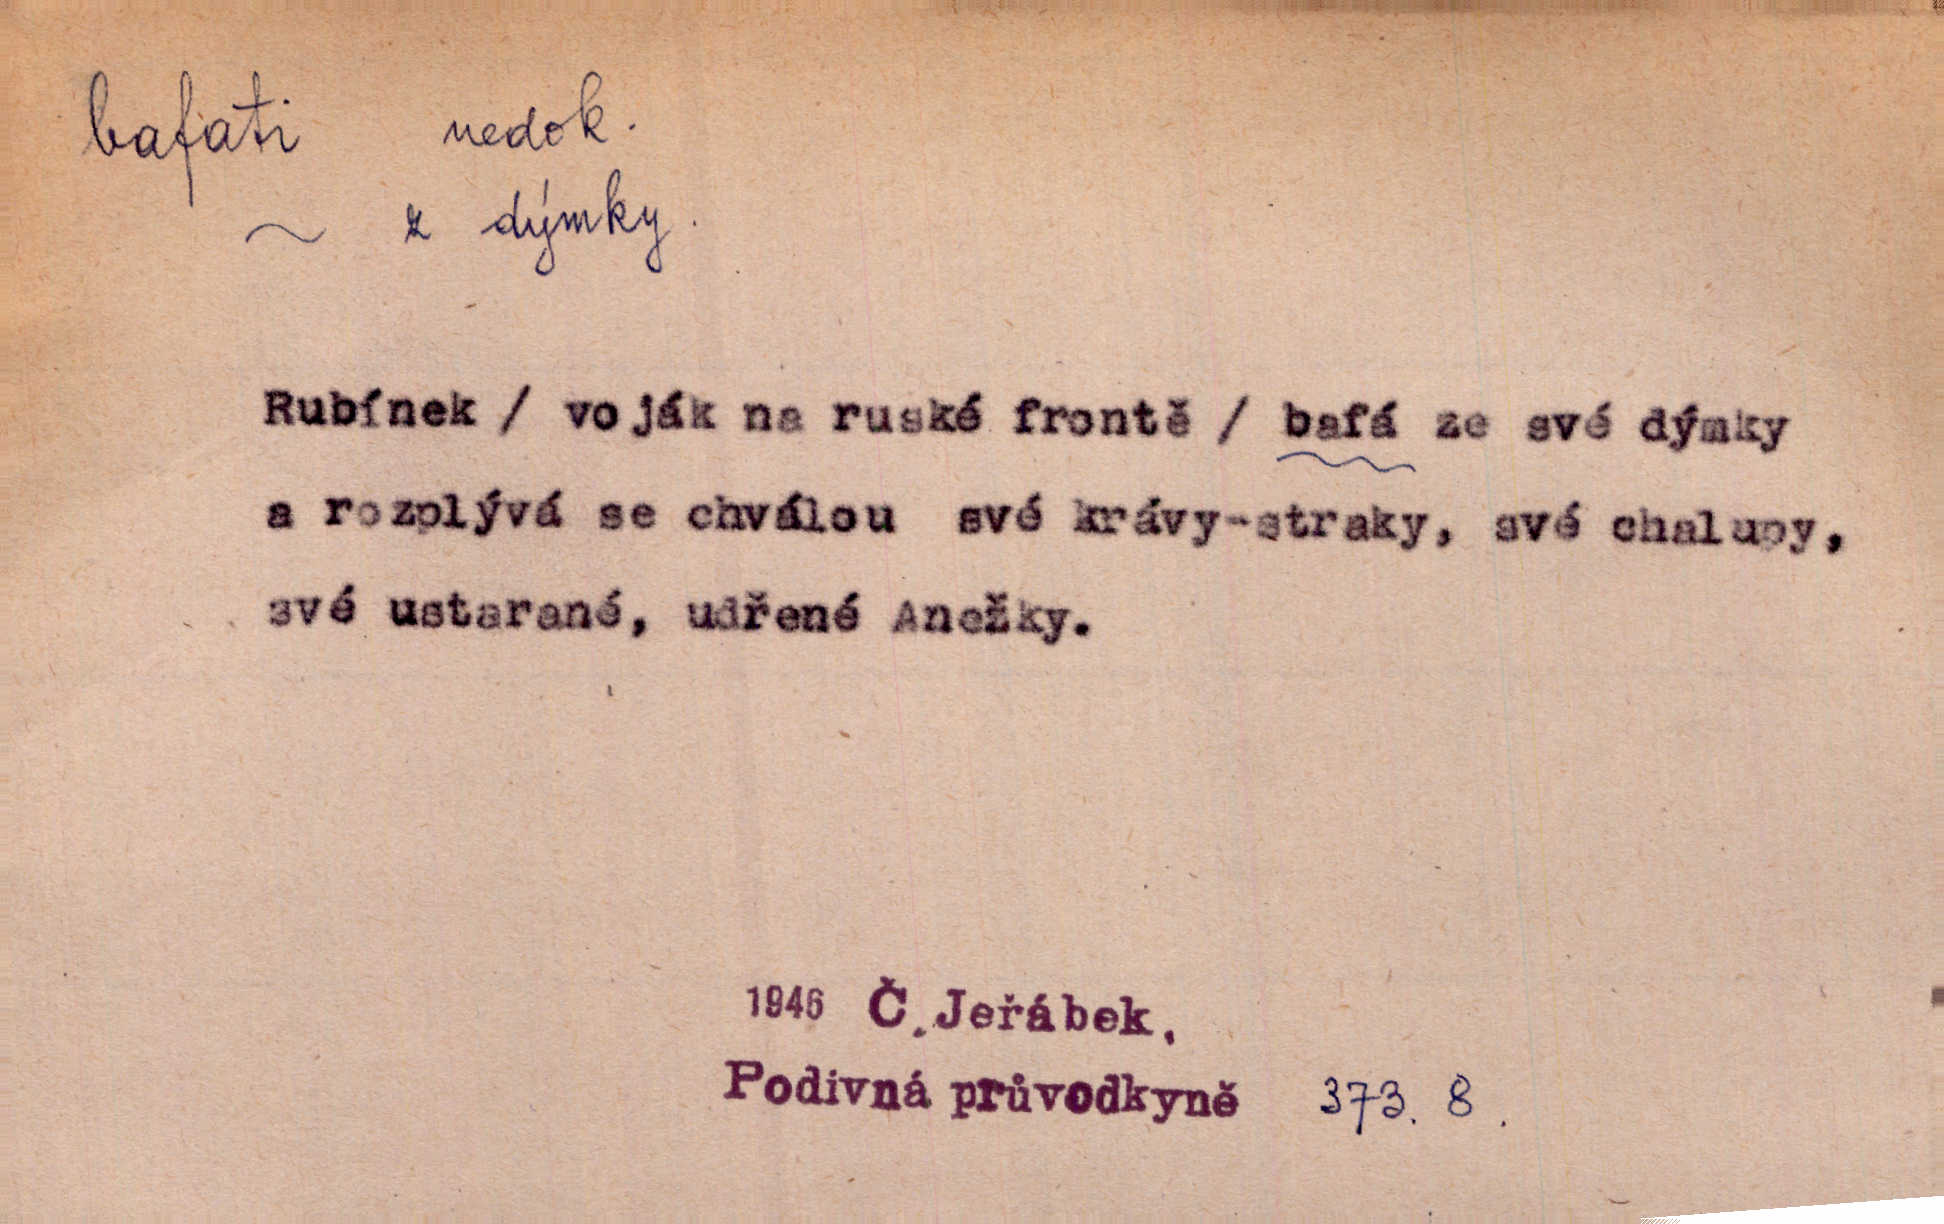 bafati nedok.
~ z dýmky.
Rubínek / voják na ruské frontě / bafá ze své dýmky
a rozplývá se chválou své krávy-straky, své chalupy,
své ustarané, udřené Anežky.
1946 Č. Jeřábek,
Podivná průvodkyně 373. 8.